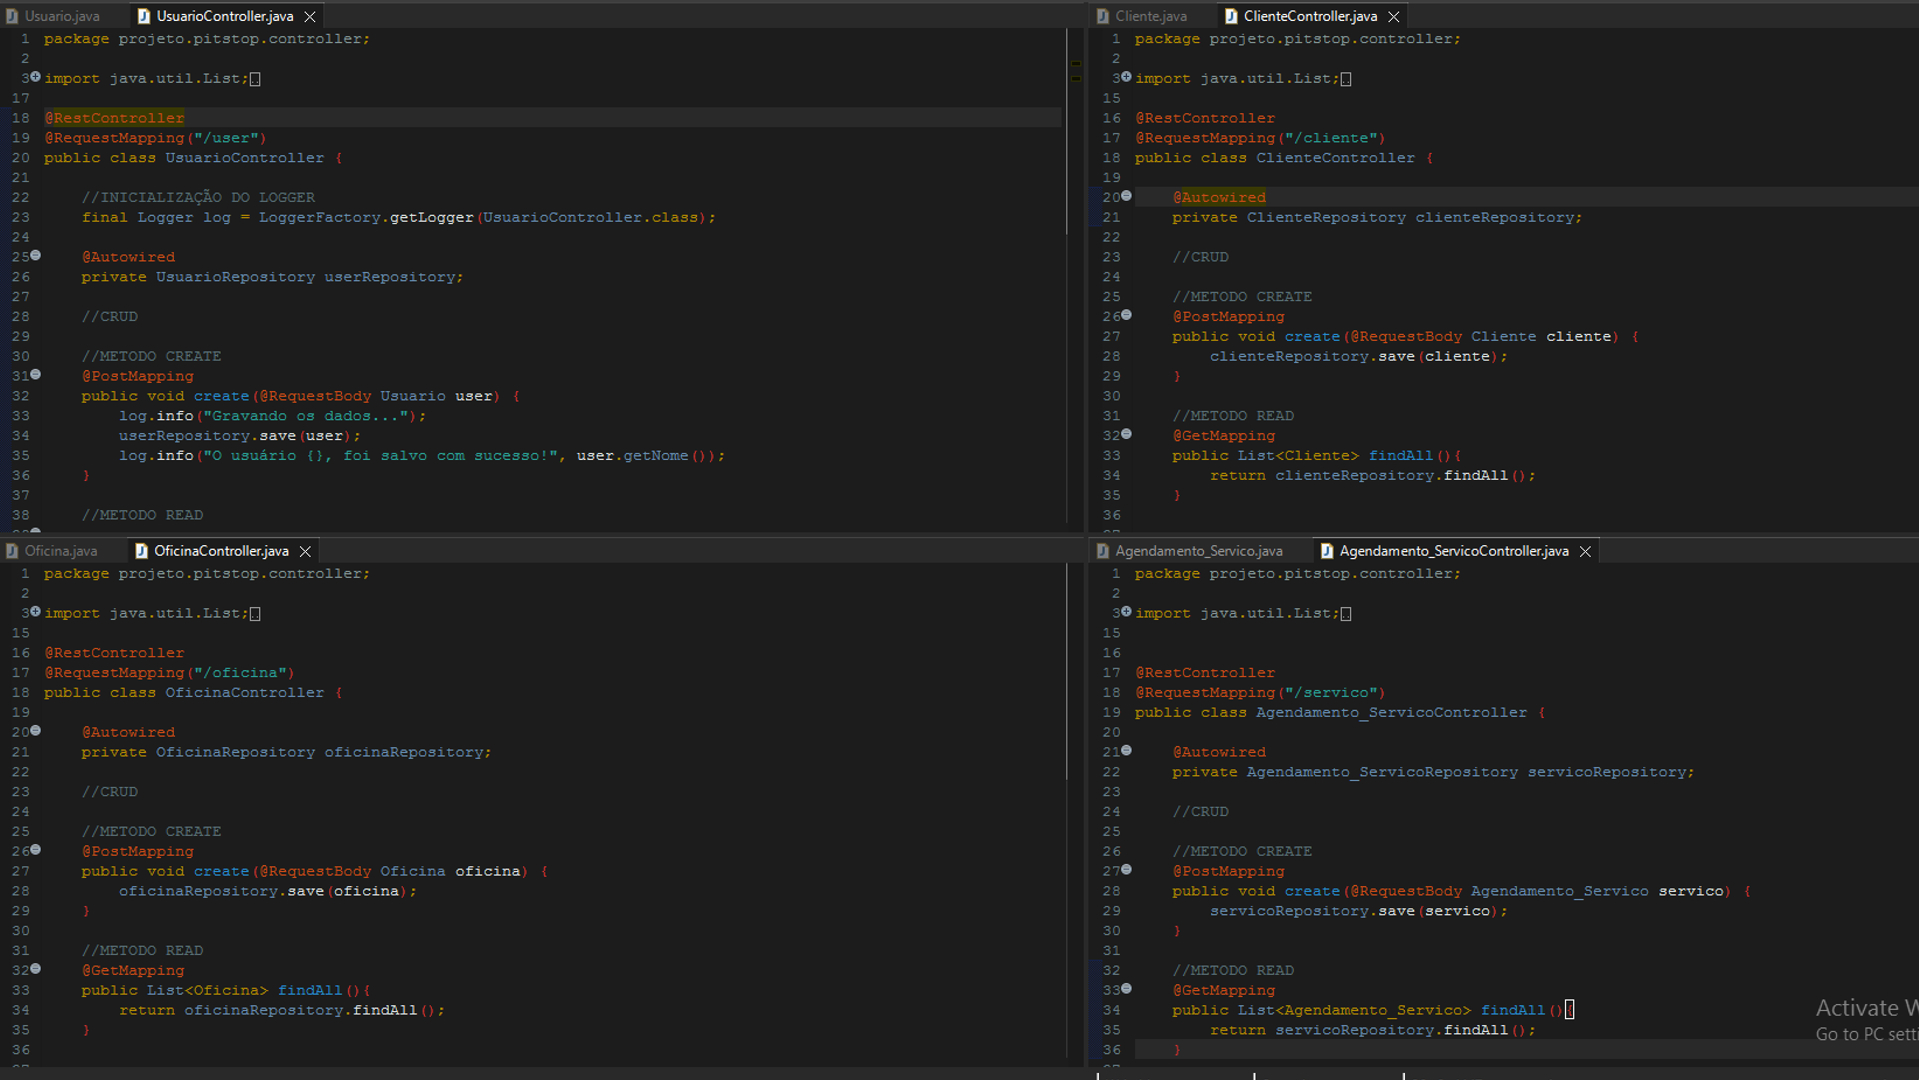 Usuario.java
UsuarioController.java
1 package projeto.pitstop.controller;
2
3 import java.util.List;
17
18 @RestController
19 @RequestMapping("/user")
20 public class UsuarioController {
21
22 //INICIALIZAÇÃO DO LOGGER
23 final Logger log = LoggerFactory.getLogger(UsuarioController.class);
24
25 @Autowired
26 private UsuarioRepository userRepository;
27
28 //CRUD
29
30 //METODO CREATE
31 @PostMapping
32 public void create(@RequestBody Usuario user) {
33 log.info("Gravando os dados...");
34 userRepository.save(user);
35 log.info("O usuário {}, foi salvo com sucesso!", user.getNome());
36 }
37
38 //METODO READ
Cliente.java
ClienteController.java
1 package projeto.pitstop.controller;
2
3 import java.util.List;
15
16 @RestController
17 @RequestMapping("/cliente")
18 public class ClienteController {
19
20 @Autowired
21 private ClienteRepository clienteRepository;
22
23 //CRUD
24
25 //METODO CREATE
26 @PostMapping
27 public void create(@RequestBody Cliente cliente) {
28 clienteRepository.save(cliente);
29 }
30
31 //METODO READ
32 @GetMapping
33 public List<Cliente> findAll(){
34 return clienteRepository.findAll();
35 }
36
Oficina.java
OficinaController.java
1 package projeto.pitstop.controller;
2
3 import java.util.List;
15
16 @RestController
17 @RequestMapping("/oficina")
18 public class OficinaController {
19
20 @Autowired
21 private OficinaRepository oficinaRepository;
22
23 //CRUD
24
25 //METODO CREATE
26 @PostMapping
27 public void create(@RequestBody Oficina oficina) {
28 oficinaRepository.save(oficina);
29 }
30
31 //METODO READ
32 @GetMapping
33 public List<Oficina> findAll(){
34 return oficinaRepository.findAll();
35 }
36
Agendamento_Servico.java
Agendamento_ServicoController.java
1 package projeto.pitstop.controller;
2
3 import java.util.List;
15
16
17 @RestController
18 @RequestMapping("/servico")
19 public class Agendamento_ServicoController {
20
21 @Autowired
22 private Agendamento_ServicoRepository servicoRepository;
23
24 //CRUD
25
26 //METODO CREATE
27 @PostMapping
28 public void create(@RequestBody Agendamento_Servico servico) {
29 servicoRepository.save(servico);
30 }
31
32 //METODO READ
33 @GetMapping
34 public List<Agendamento_Servico> findAll(){
35 return servicoRepository.findAll();
36 }
Activate W
Go to PC setti